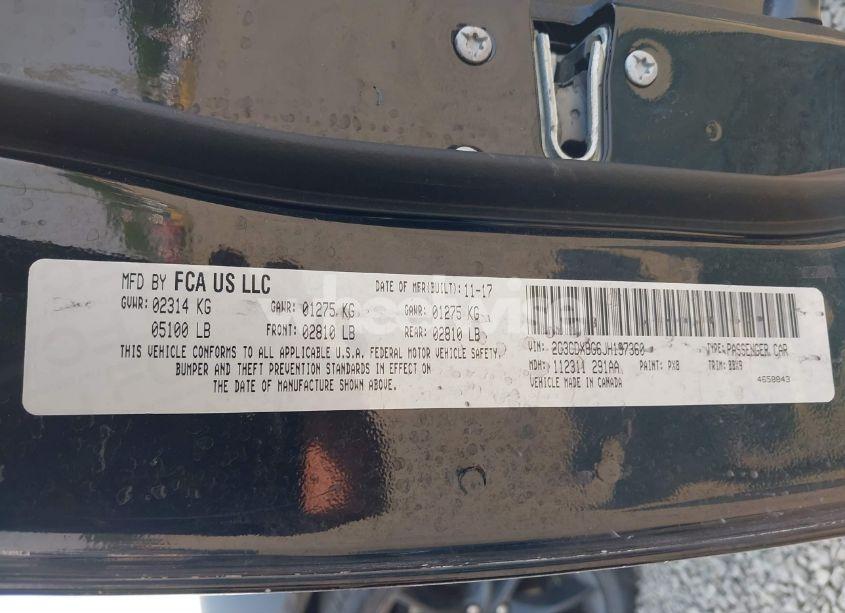 MFD BY FCA US LLC DATE OF MFR(BUILT): 11-17
GVWR: 02314 KG GAWR: 01275 KG GAWR: 01275 KG
05100 LB FRONT: 02810 LB REAR: 02810 LB
THIS VEHICLE CONFORMS TO ALL APPLICABLE U.S.A. FEDERAL MOTOR VEHICLE SAFETY,
BUMPER AND THEFT PREVENTION STANDARDS IN EFFECT ON
THE DATE OF MANUFACTURE SHOWN ABOVE.
VIN: TYPE: PASSENGER CAR
MDH: 112311 291AA PAINT: PX8 TRIM: BBX9
VEHICLE MADE IN CANADA 4658843